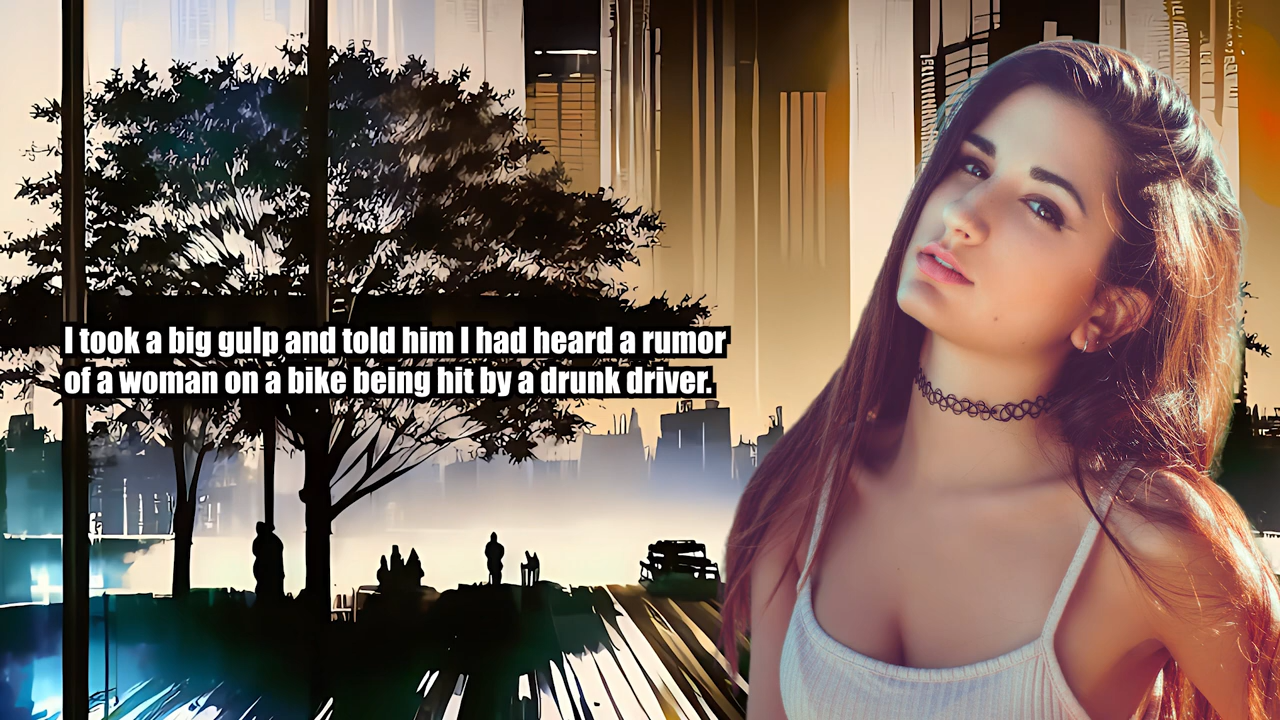 I took a big gulp and told him I had heard a rumor
of a woman on a bike being hit by a drunk driver.